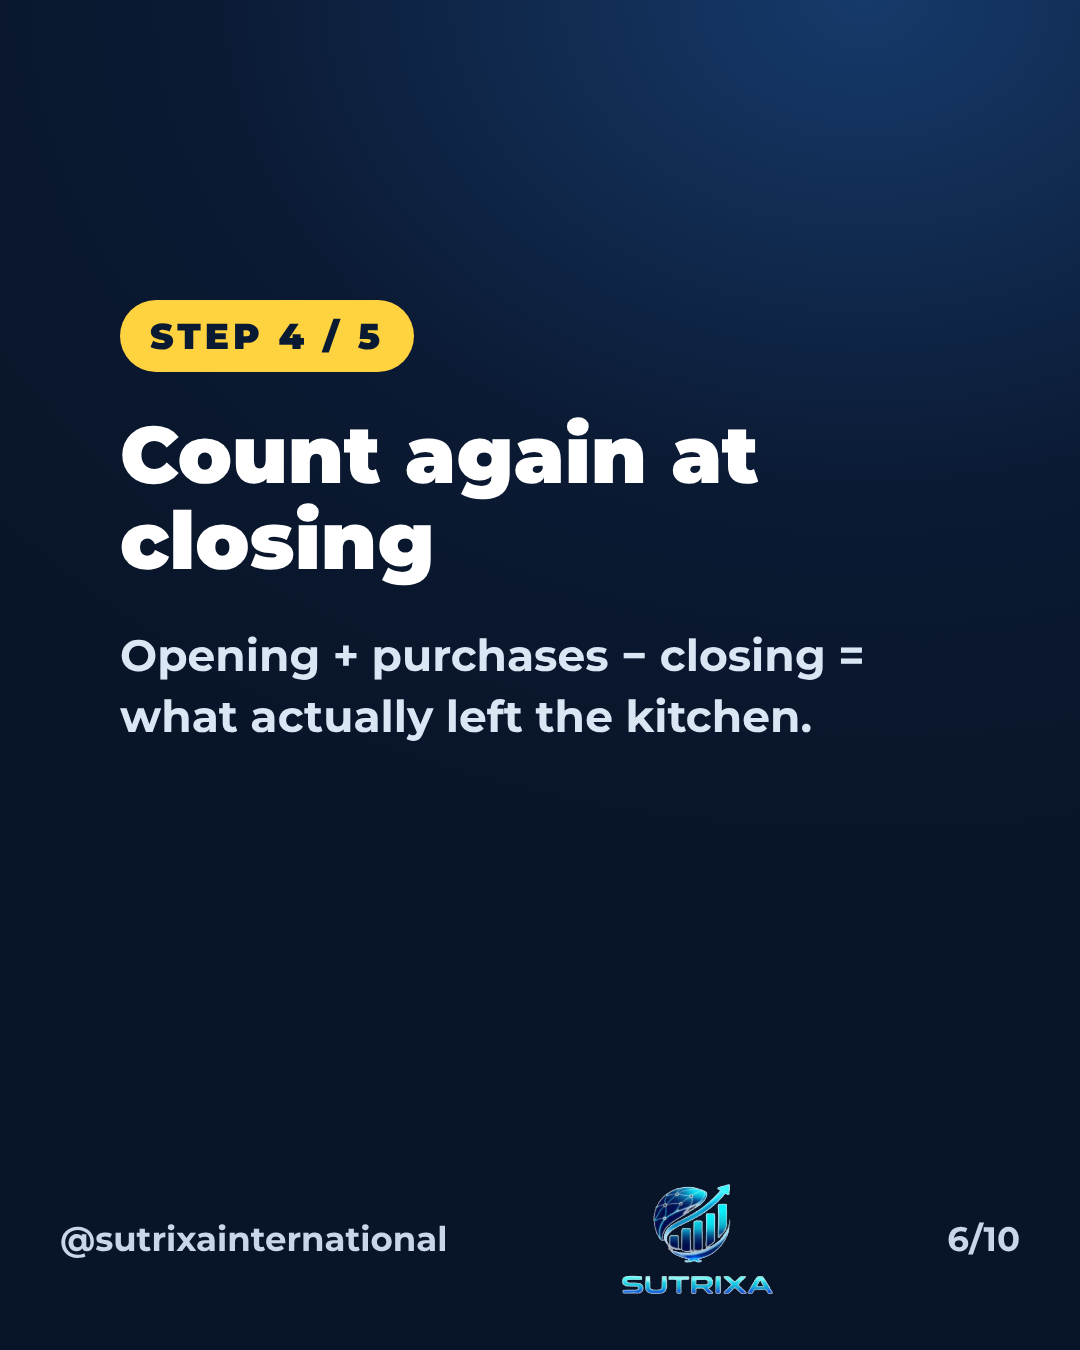 STEP 4 / 5
Count again at
closing
Opening + purchases − closing =
what actually left the kitchen.
@sutrixainternational
SUTRIXA
6/10